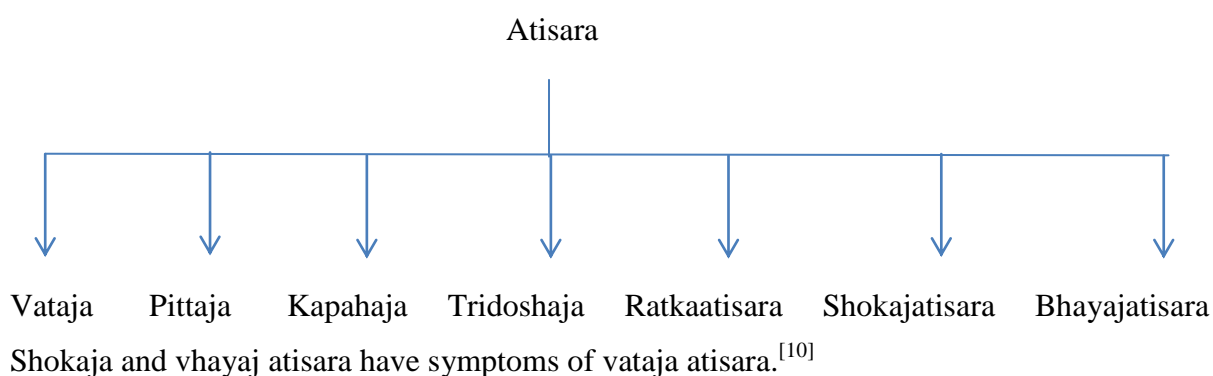 Atisara
Vataja Pittaja Kapahaja Tridoshaja Ratkaatisara Shokajatisara Bhayajatisara
Shokaja and vhayaj atisara have symptoms of vataja atisara.[10]